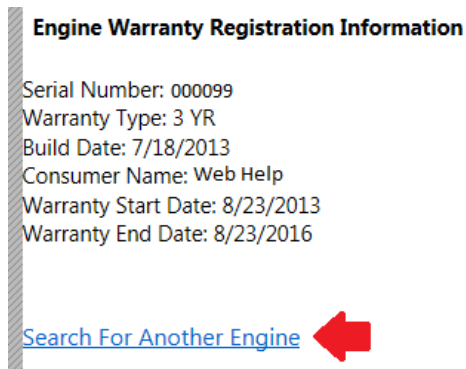 Engine Warranty Registration Information
Serial Number: 000099
Warranty Type: 3 YR
Build Date: 7/18/2013
Consumer Name: Web Help
Warranty Start Date: 8/23/2013
Warranty End Date: 8/23/2016
Search For Another Engine